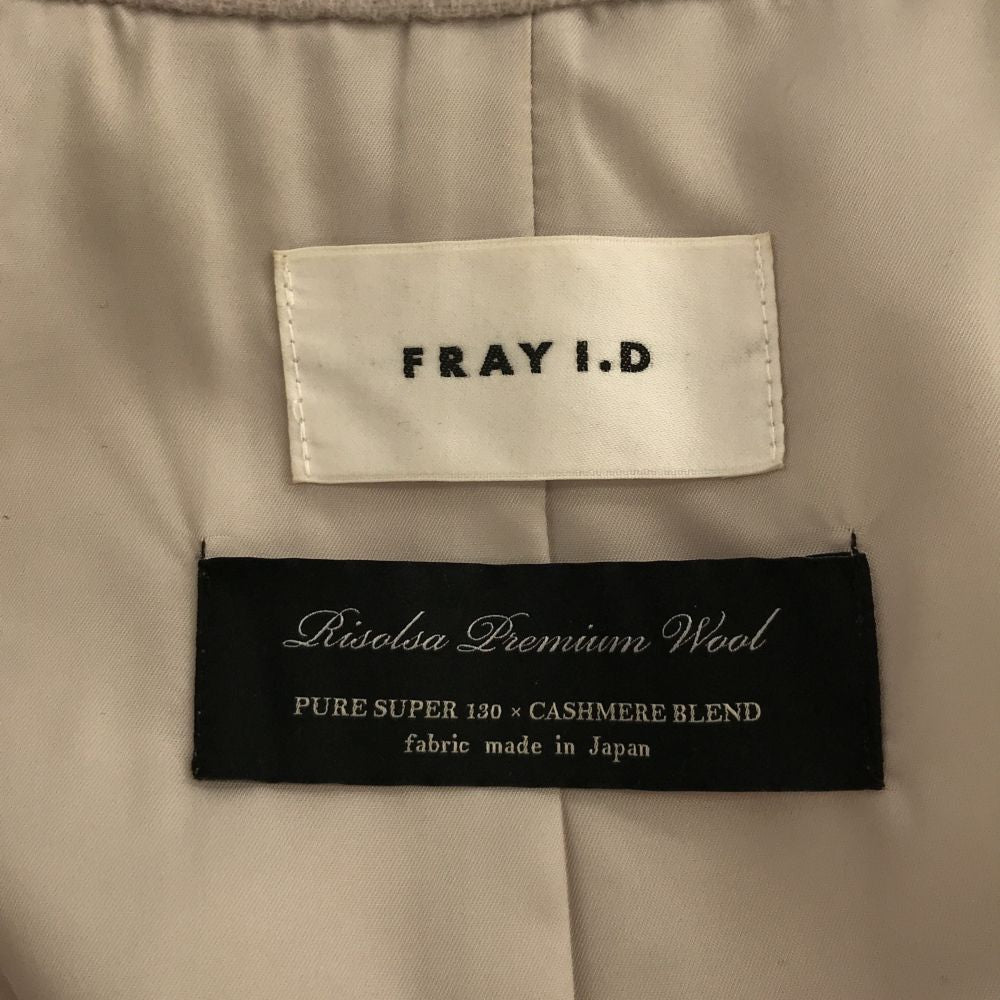 FRAY I.D
Risolsa Premium Wool
PURE SUPER 130 × CASHMERE BLEND
fabric made in Japan